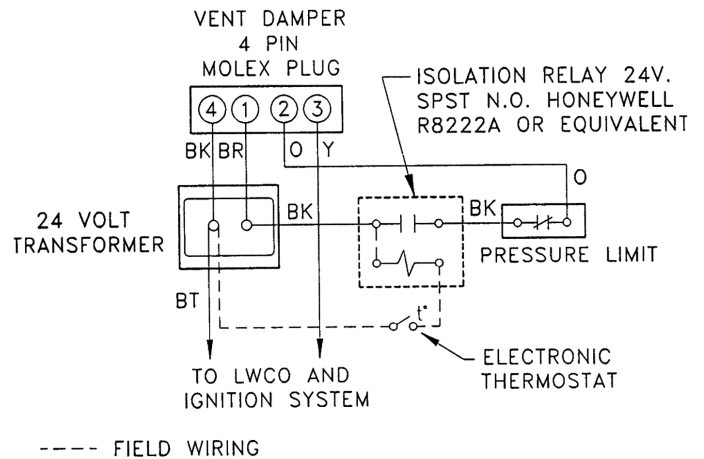 VENT DAMPER
4 PIN
MOLEX PLUG
4 1 2 3
ISOLATION RELAY 24V.
SPST N.O. HONEYWELL
R8222A OR EQUIVALENT
BK BR O Y
O
24 VOLT
TRANSFORMER
BK
BK
PRESSURE LIMIT
BT
t°
ELECTRONIC
THERMOSTAT
TO LWCO AND
IGNITION SYSTEM
---- FIELD WIRING